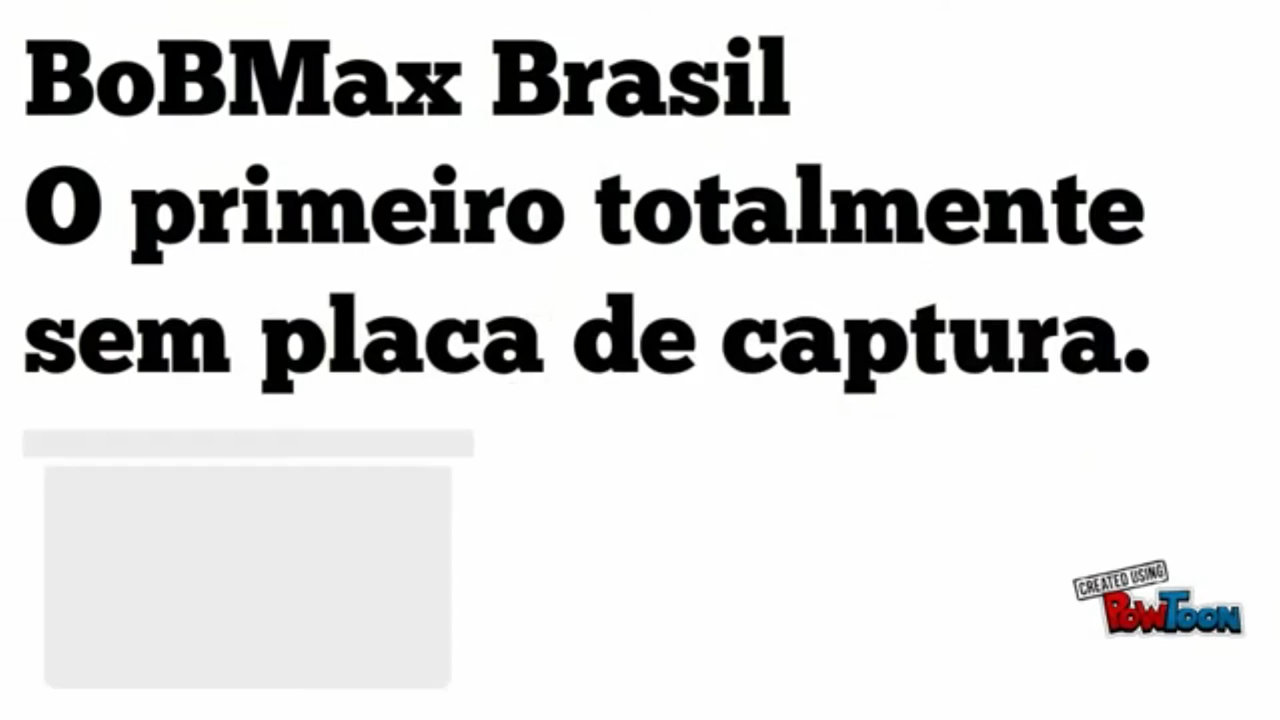 BoBMax Brasil
O primeiro totalmente
sem placa de captura.
CREATED USING
POWTOON